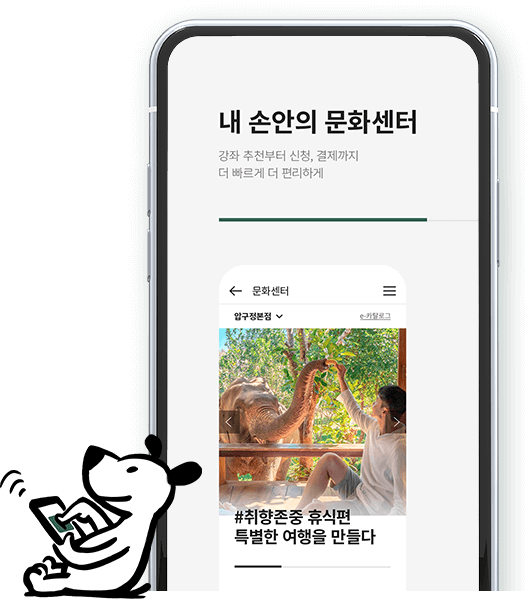 내 손안의 문화센터
강좌 추천부터 신청, 결제까지
더 빠르게 더 편리하게
문화센터
압구정본점
e-카탈로그
#취향존중 휴식편
특별한 여행을 만들다